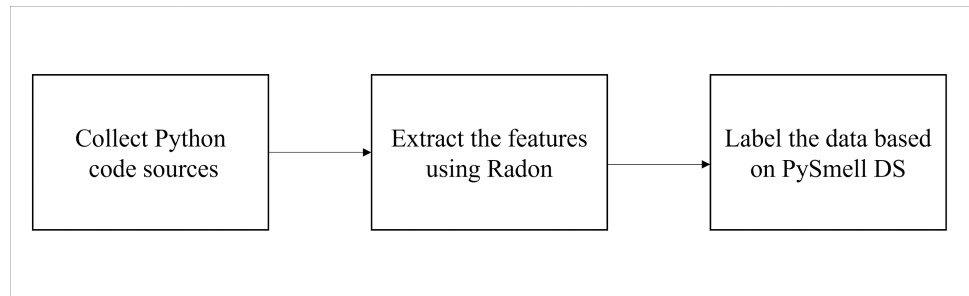 Collect Python
code sources
Extract the features
using Radon
Label the data based
on PySmell DS